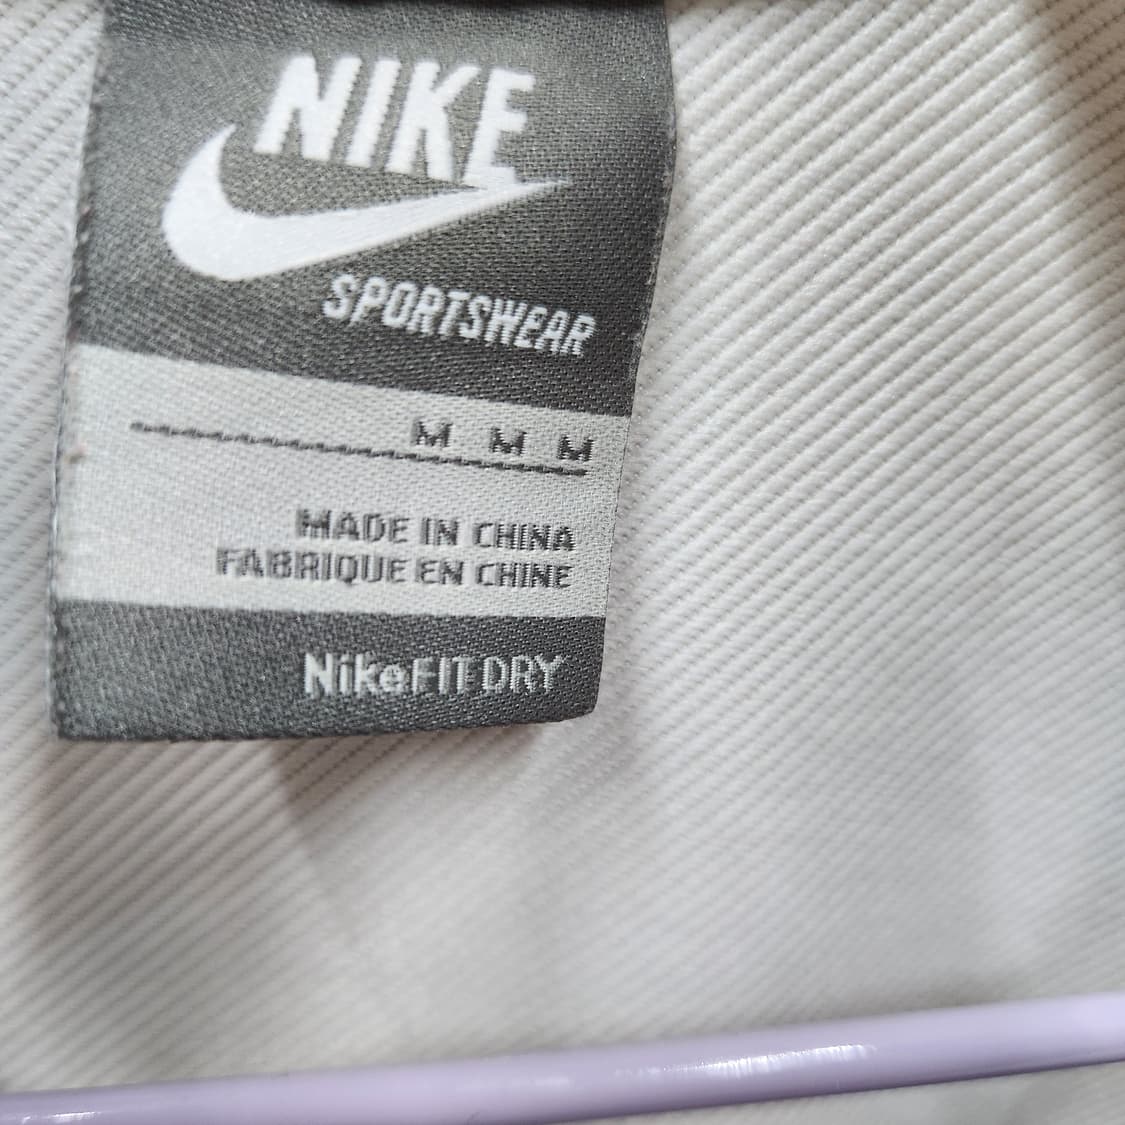 NIKE
SPORTSWEAR
M M M
MADE IN CHINA
FABRIQUE EN CHINE
NikeFIT DRY